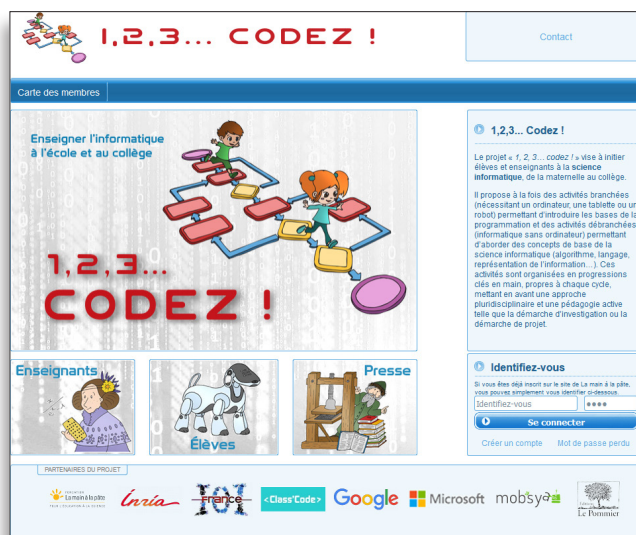 1,2,3... CODEZ !
Contact
Carte des membres
Enseigner l'informatique
à l'école et au collège
1,2,3...
CODEZ !
1,2,3... Codez !
Le projet « 1, 2, 3... codez ! » vise à initier
élèves et enseignants à la science
informatique, de la maternelle au collège.
Il propose à la fois des activités branchées
(nécessitant un ordinateur, une tablette ou un
robot) permettant d'introduire les bases de la
programmation et des activités débranchées
(informatique sans ordinateur) permettant
d'aborder des concepts de base de la
science informatique (algorithme, langage,
représentation de l'information…). Ces
activités sont organisées en progressions
clés en main, propres à chaque cycle,
mettant en avant une approche
pluridisciplinaire et une pédagogie active
telle que la démarche d'investigation ou la
démarche de projet.
Enseignants
Élèves
Presse
Identifiez-vous
Si vous êtes déjà inscrit sur le site de La main à la pâte,
vous pouvez simplement vous identifier ci-dessous.
Identifiez-vous
Se connecter
Créer un compte Mot de passe perdu
PARTENAIRES DU PROJET
La main à la pâte
Inria
France
IOI
<Class'Code>
Google
Microsoft
mobsya
Le Pommier